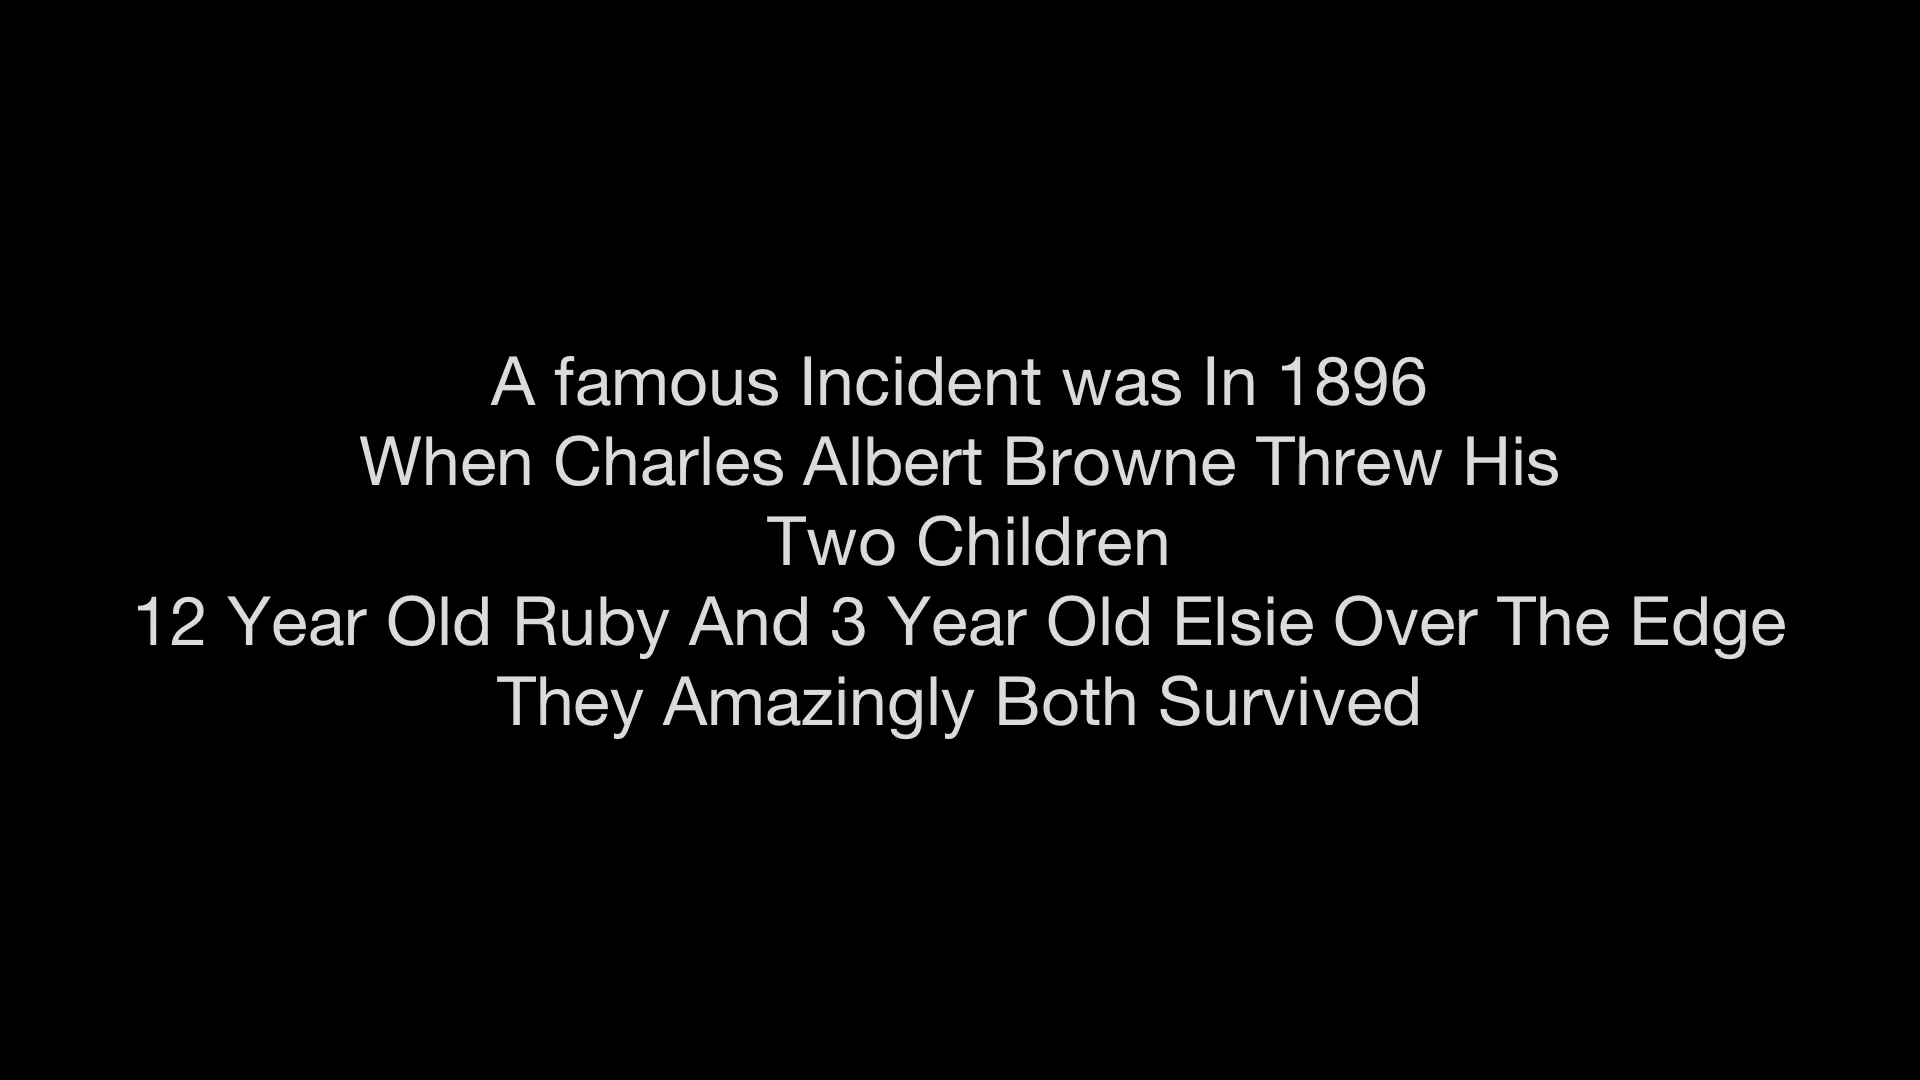 A famous Incident was In 1896
When Charles Albert Browne Threw His
Two Children
12 Year Old Ruby And 3 Year Old Elsie Over The Edge
They Amazingly Both Survived